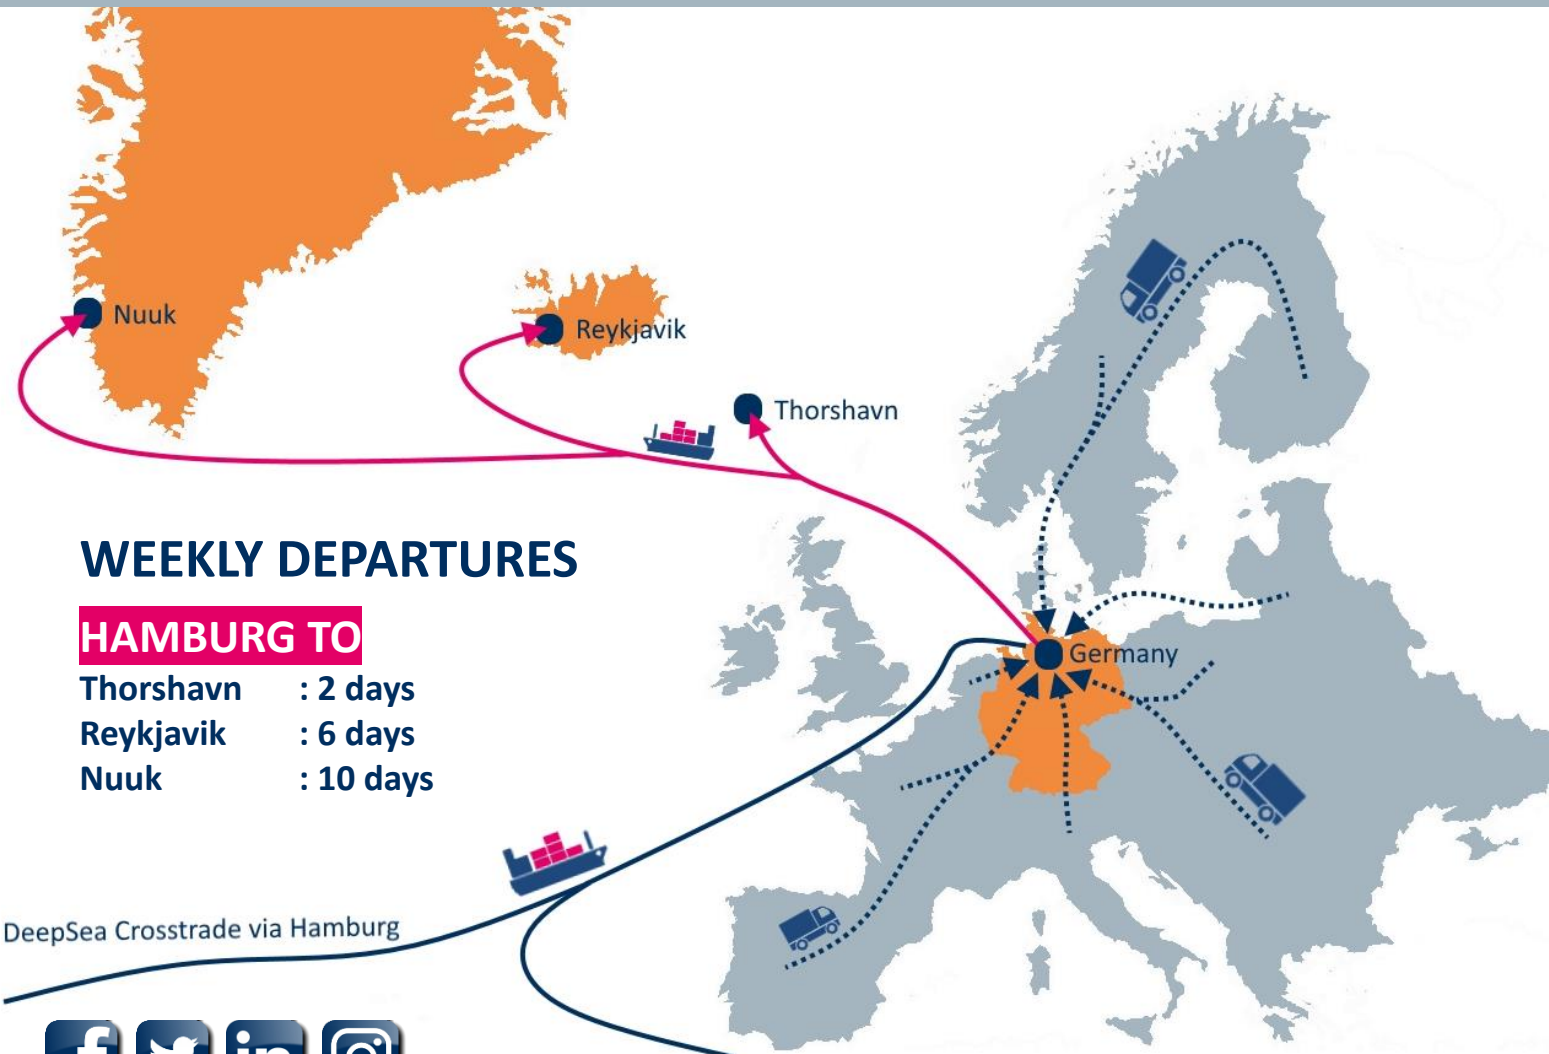 Nuuk
Reykjavik
Thorshavn
WEEKLY DEPARTURES
HAMBURG TO
Thorshavn : 2 days
Reykjavik : 6 days
Nuuk : 10 days
Germany
DeepSea Crosstrade via Hamburg
f in